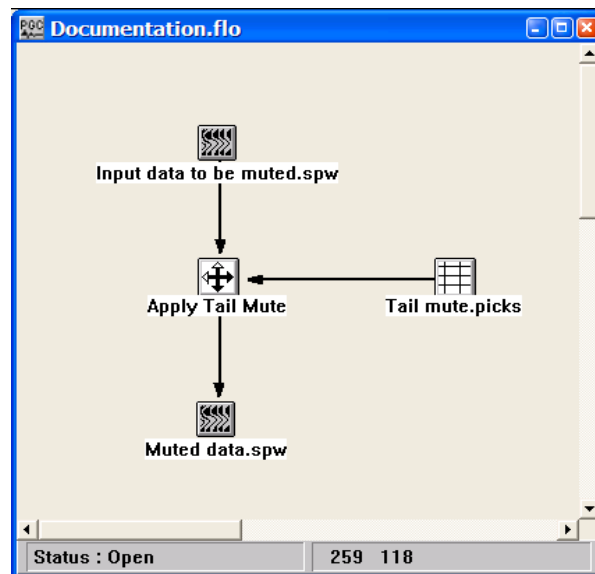 PGC
Documentation.flo
Input data to be muted.spw
Apply Tail Mute
Tail mute.picks
Muted data.spw
Status : Open
259 118